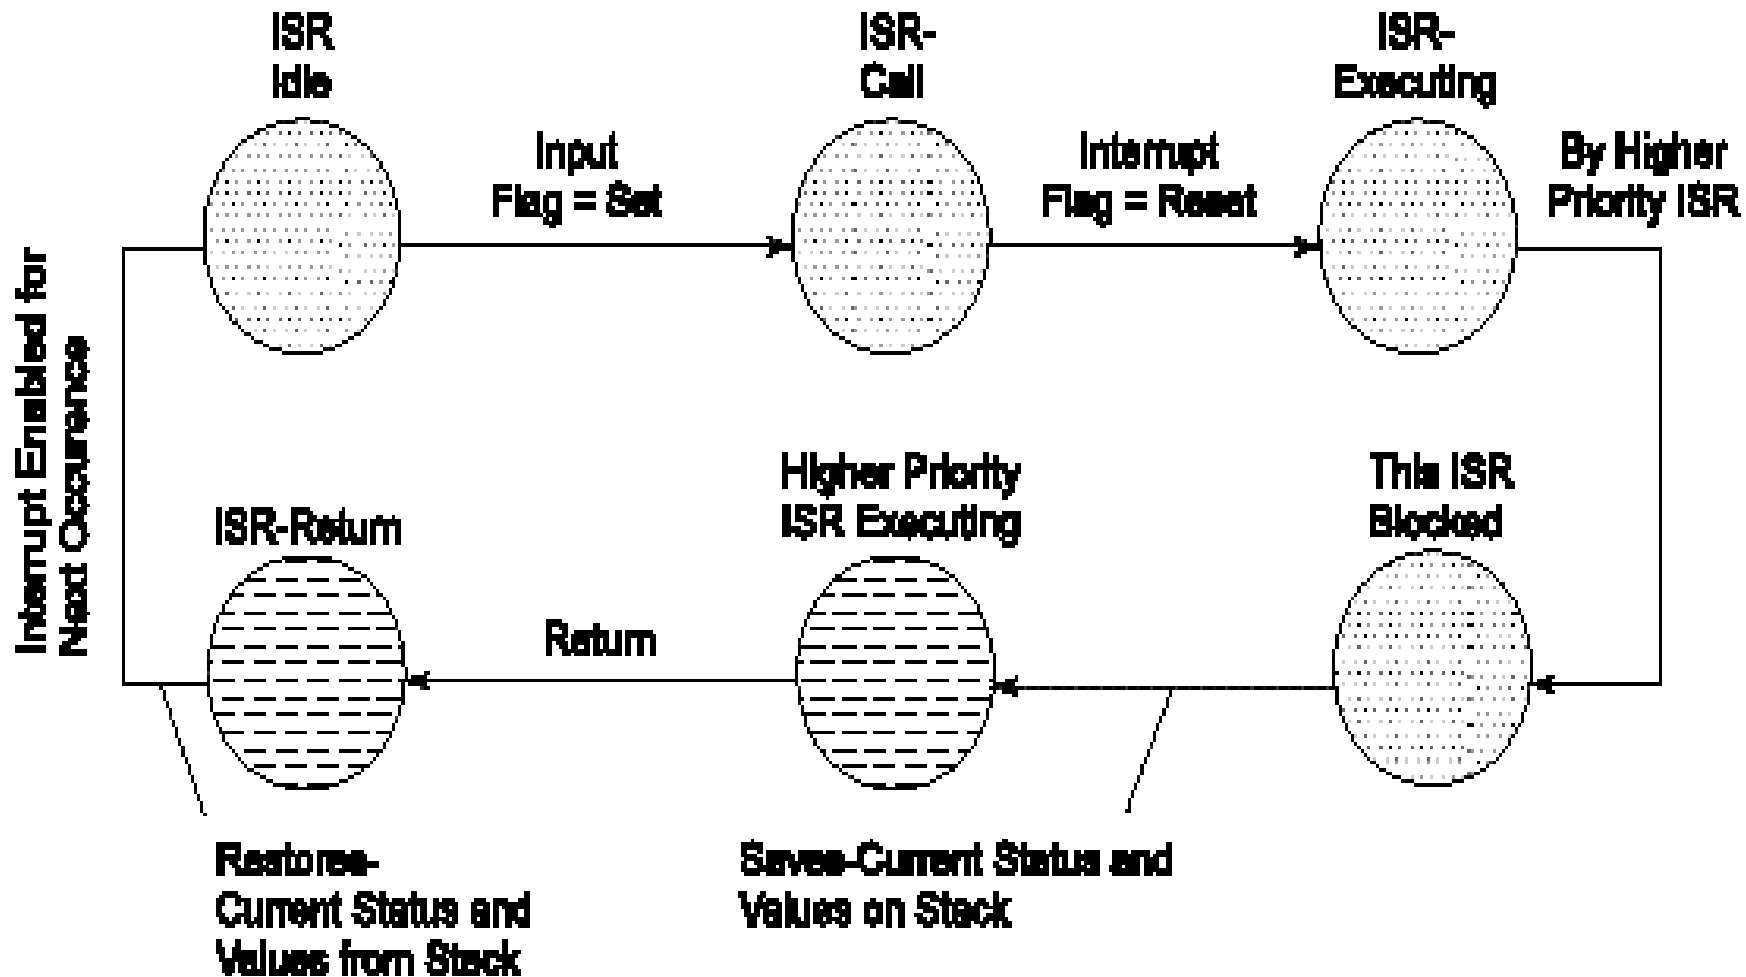 ISR
Idle
ISR-
Call
ISR-
Executing
Input
Flag = Set
Interrupt
Flag = Reset
By Higher
Priority ISR
Interrupt Enabled for
Next Occurence
ISR-Return
Higher Priority
ISR Executing
This ISR
Blocked
Return
Restores-
Current Status and
Values from Stack
Saves-Current Status and
Values on Stack